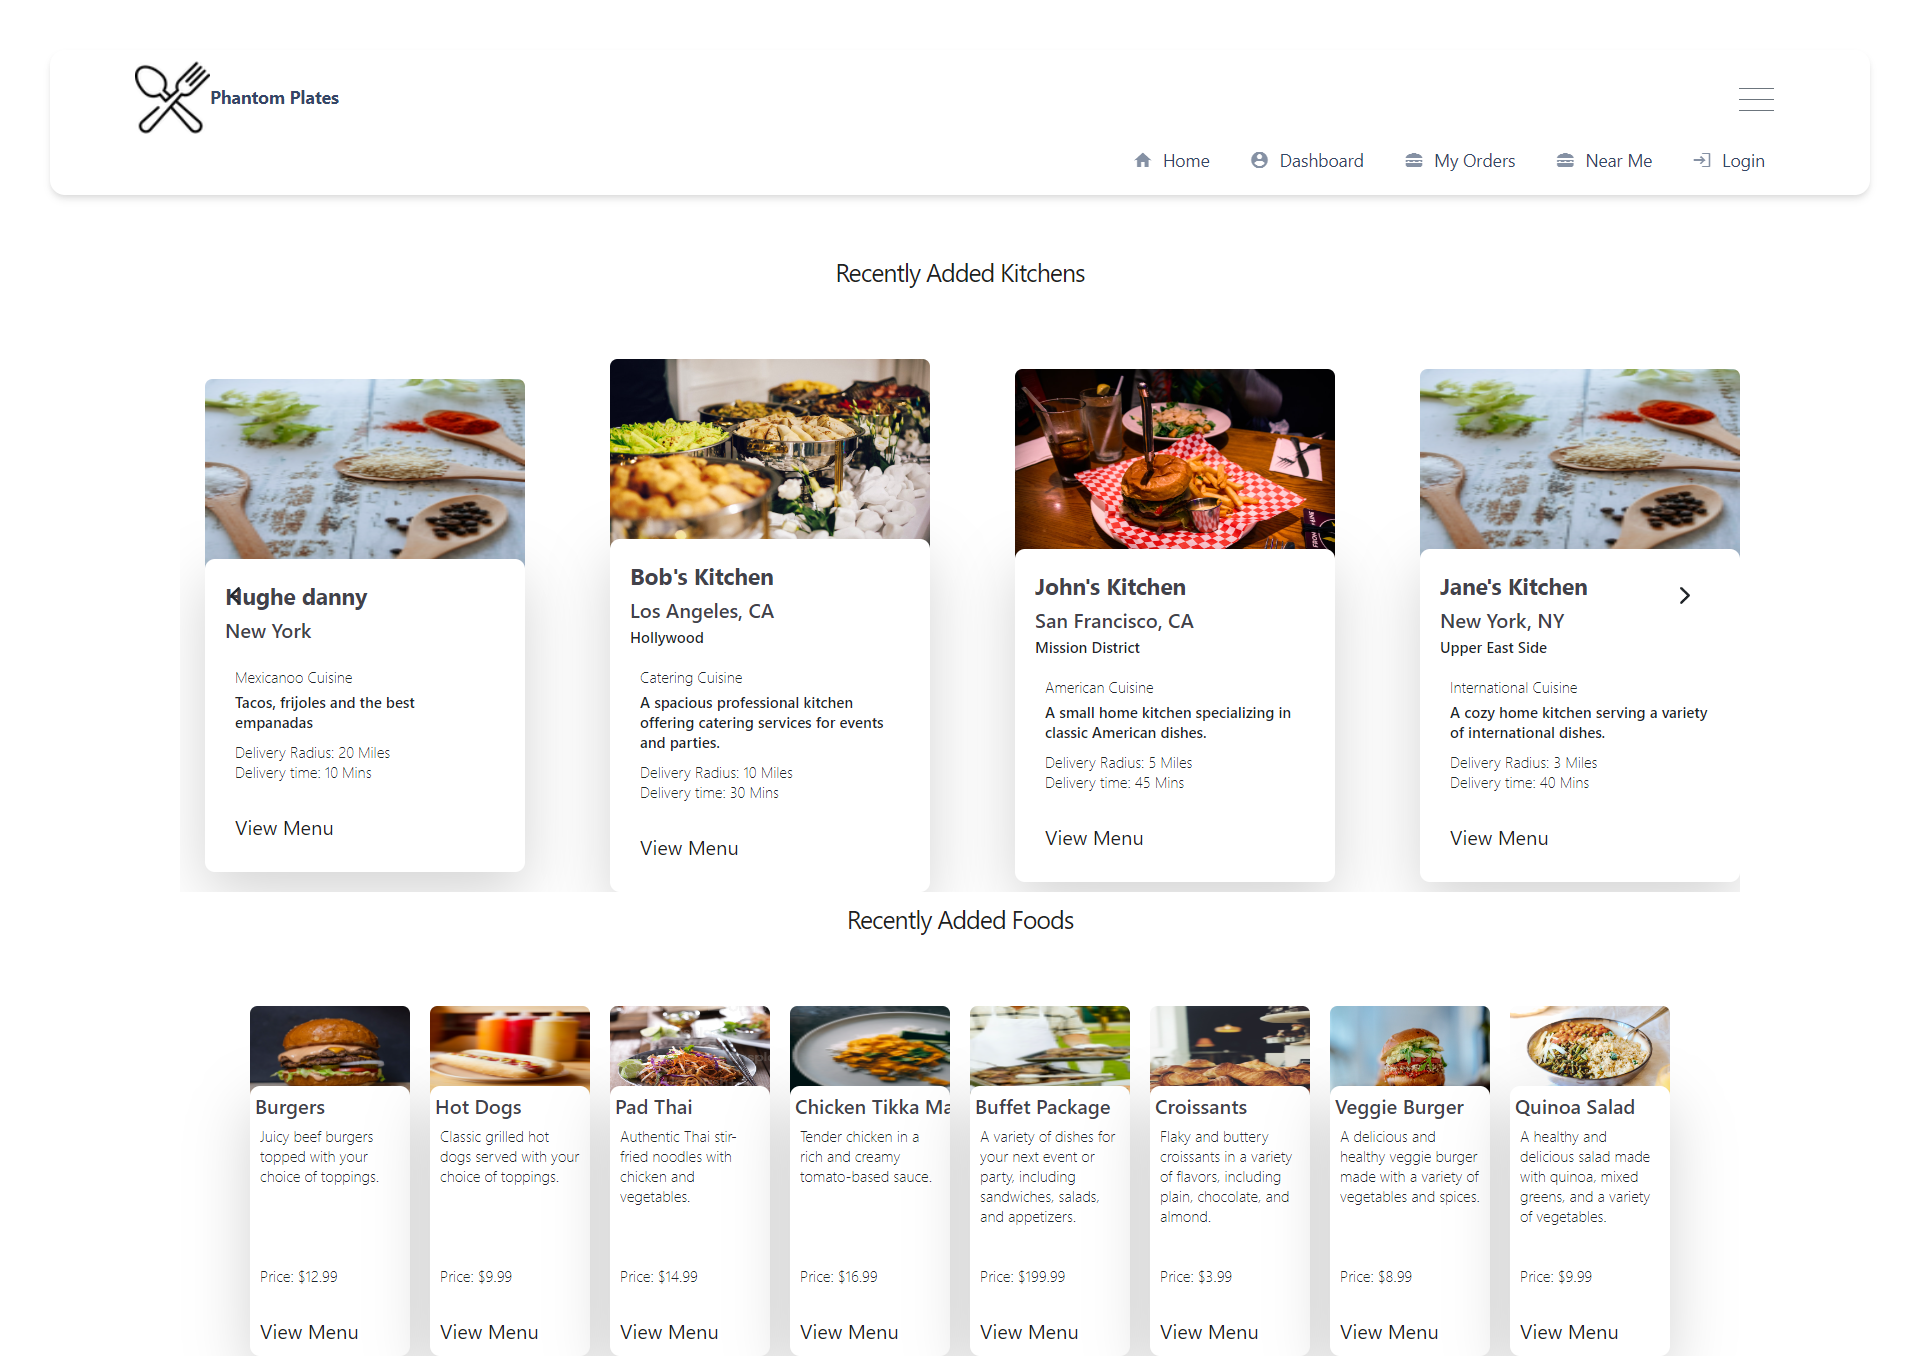 Phantom Plates
Home
Dashboard
My Orders
Near Me
Login
Recently Added Kitchens
Hughe danny
New York
Mexicanoo Cuisine
Tacos, frijoles and the best
empanadas
Delivery Radius: 20 Miles
Delivery time: 10 Mins
View Menu
Bob's Kitchen
Los Angeles, CA
Hollywood
Catering Cuisine
A spacious professional kitchen
offering catering services for events
and parties.
Delivery Radius: 10 Miles
Delivery time: 30 Mins
View Menu
John's Kitchen
San Francisco, CA
Mission District
American Cuisine
A small home kitchen specializing in
classic American dishes.
Delivery Radius: 5 Miles
Delivery time: 45 Mins
View Menu
Jane's Kitchen
New York, NY
Upper East Side
International Cuisine
A cozy home kitchen serving a variety
of international dishes.
Delivery Radius: 3 Miles
Delivery time: 40 Mins
View Menu
Recently Added Foods
Burgers
Juicy beef burgers
topped with your
choice of toppings.
Price: $12.99
View Menu
Hot Dogs
Classic grilled hot
dogs served with your
choice of toppings.
Price: $9.99
View Menu
Pad Thai
Authentic Thai stir-
fried noodles with
chicken and
vegetables.
Price: $14.99
View Menu
Chicken Tikka Ma
Tender chicken in a
rich and creamy
tomato-based sauce.
Price: $16.99
View Menu
Buffet Package
A variety of dishes for
your next event or
party, including
sandwiches, salads,
and appetizers.
Price: $199.99
View Menu
Croissants
Flaky and buttery
croissants in a variety
of flavors, including
plain, chocolate, and
almond.
Price: $3.99
View Menu
Veggie Burger
A delicious and
healthy veggie burger
made with a variety of
vegetables and spices.
Price: $8.99
View Menu
Quinoa Salad
A healthy and
delicious salad made
with quinoa, mixed
greens, and a variety
of vegetables.
Price: $9.99
View Menu